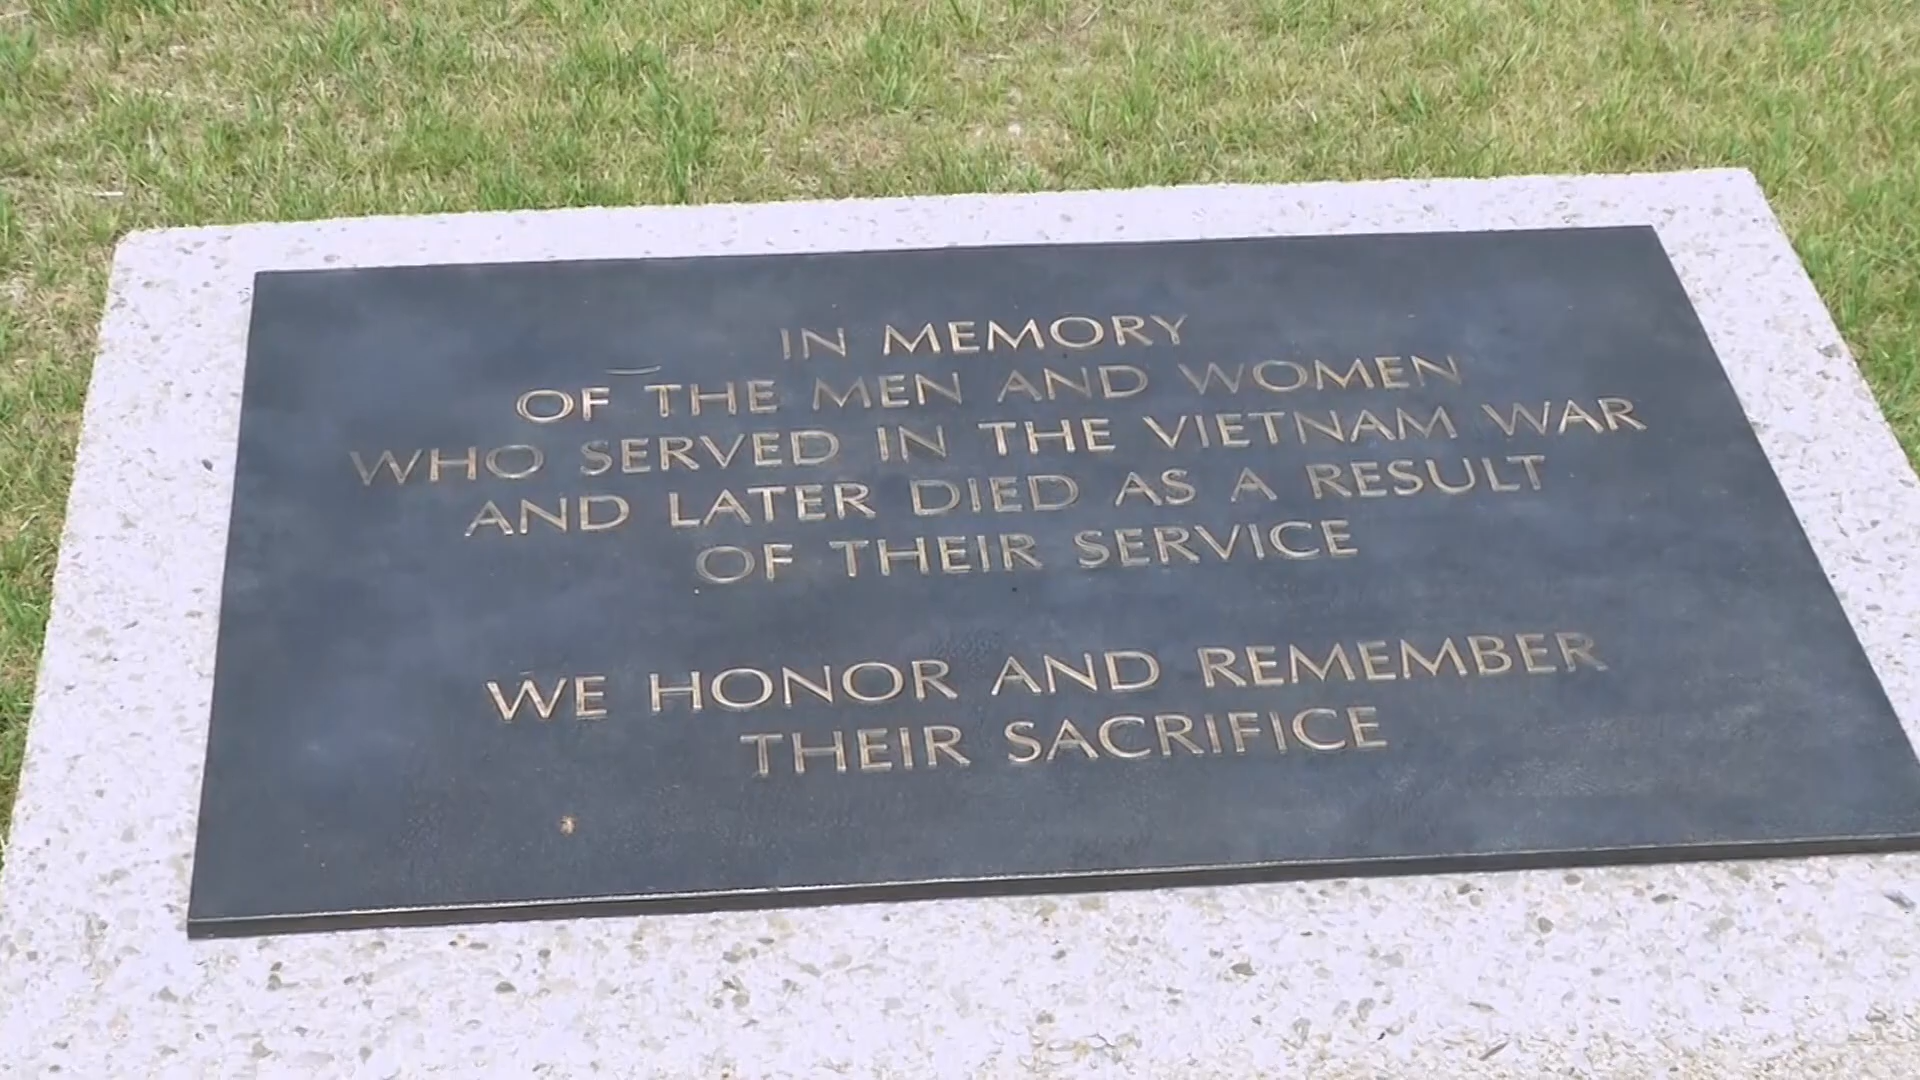 IN MEMORY
OF THE MEN AND WOMEN
WHO SERVED IN THE VIETNAM WAR
AND LATER DIED AS A RESULT
OF THEIR SERVICE
WE HONOR AND REMEMBER
THEIR SACRIFICE